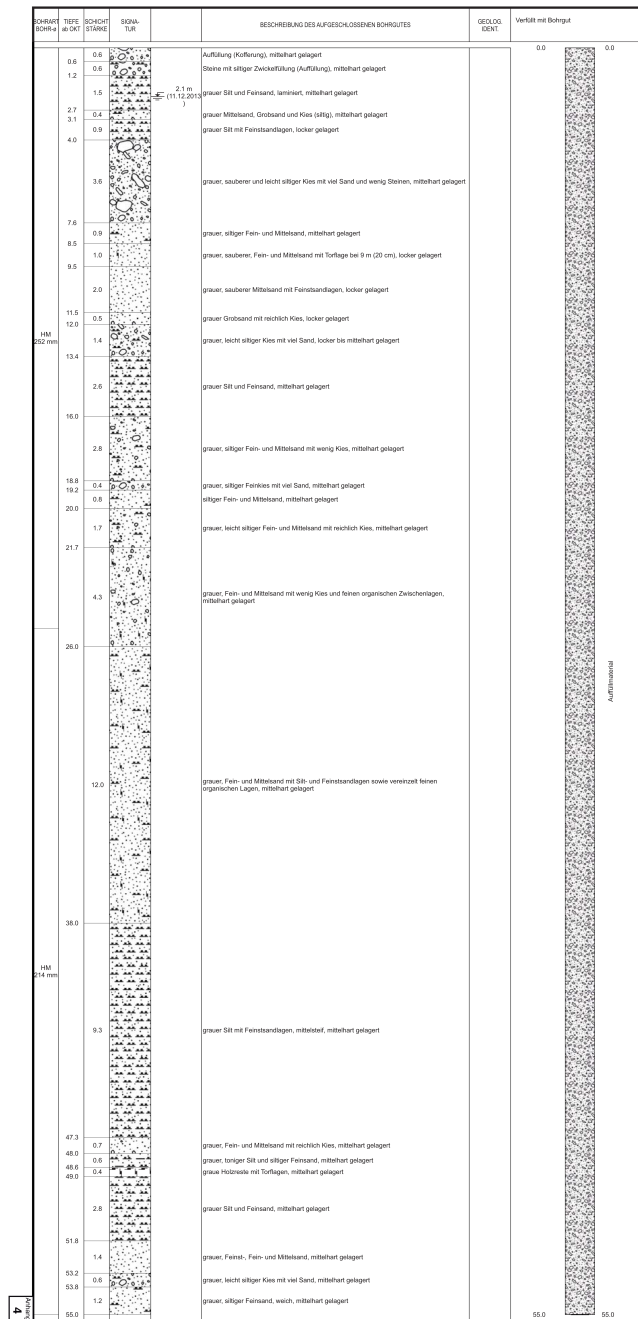 BOHRART
BOHR-ø
TIEFE
ab OKT
SCHICHT
STÄRKE
SIGNA-
TUR
BESCHREIBUNG DES AUFGESCHLOSSENEN BOHRGUTES
GEOLOG.
IDENT.
Verfüllt mit Bohrgut
0.0 0.0
0.6 Auffüllung (Kofferung), mittelhart gelagert
0.6
0.6 Steine mit siltiger Zwickelfüllung (Auffüllung), mittelhart gelagert
1.2
2.1 m
(11.12.2013
)
1.5 grauer Silt und Feinsand, laminiert, mittelhart gelagert
2.7
0.4 grauer Mittelsand, Grobsand und Kies (siltig), mittelhart gelagert
3.1
0.9 grauer Silt mit Feinstsandlagen, locker gelagert
4.0
3.6 grauer, sauberer und leicht siltiger Kies mit viel Sand und wenig Steinen, mittelhart gelagert
7.6
0.9 grauer, siltiger Fein- und Mittelsand, mittelhart gelagert
8.5
1.0 grauer, sauberer, Fein- und Mittelsand mit Torflage bei 9 m (20 cm), locker gelagert
9.5
2.0 grauer, sauberer Mittelsand mit Feinstsandlagen, locker gelagert
11.5
0.5 grauer Grobsand mit reichlich Kies, locker gelagert
12.0
HM
252 mm
1.4 grauer, leicht siltiger Kies mit viel Sand, locker bis mittelhart gelagert
13.4
2.6 grauer Silt und Feinsand, mittelhart gelagert
16.0
2.8 grauer, siltiger Fein- und Mittelsand mit wenig Kies, mittelhart gelagert
18.8
0.4 grauer, siltiger Feinkies mit viel Sand, mittelhart gelagert
19.2
0.8 siltiger Fein- und Mittelsand, mittelhart gelagert
20.0
1.7 grauer, leicht siltiger Fein- und Mittelsand mit reichlich Kies, mittelhart gelagert
21.7
4.3 grauer, Fein- und Mittelsand mit wenig Kies und feinen organischen Zwischenlagen,
mittelhart gelagert
26.0
Auffüllmaterial
12.0 grauer, Fein- und Mittelsand mit Silt- und Feinstsandlagen sowie vereinzelt feinen
organischen Lagen, mittelhart gelagert
38.0
HM
214 mm
9.3 grauer Silt mit Feinstsandlagen, mittelsteif, mittelhart gelagert
47.3
0.7 grauer, Fein- und Mittelsand mit reichlich Kies, mittelhart gelagert
48.0
0.6 grauer, toniger Silt und siltiger Feinsand, mittelhart gelagert
48.6
0.4 graue Holzreste mit Torflagen, mittelhart gelagert
49.0
2.8 grauer Silt und Feinsand, mittelhart gelagert
51.8
1.4 grauer, Feinst-, Fein- und Mittelsand, mittelhart gelagert
53.2
0.6 grauer, leicht siltiger Kies mit viel Sand, mittelhart gelagert
53.8
1.2 grauer, siltiger Feinsand, weich, mittelhart gelagert
55.0 55.0 55.0
Anhang
4